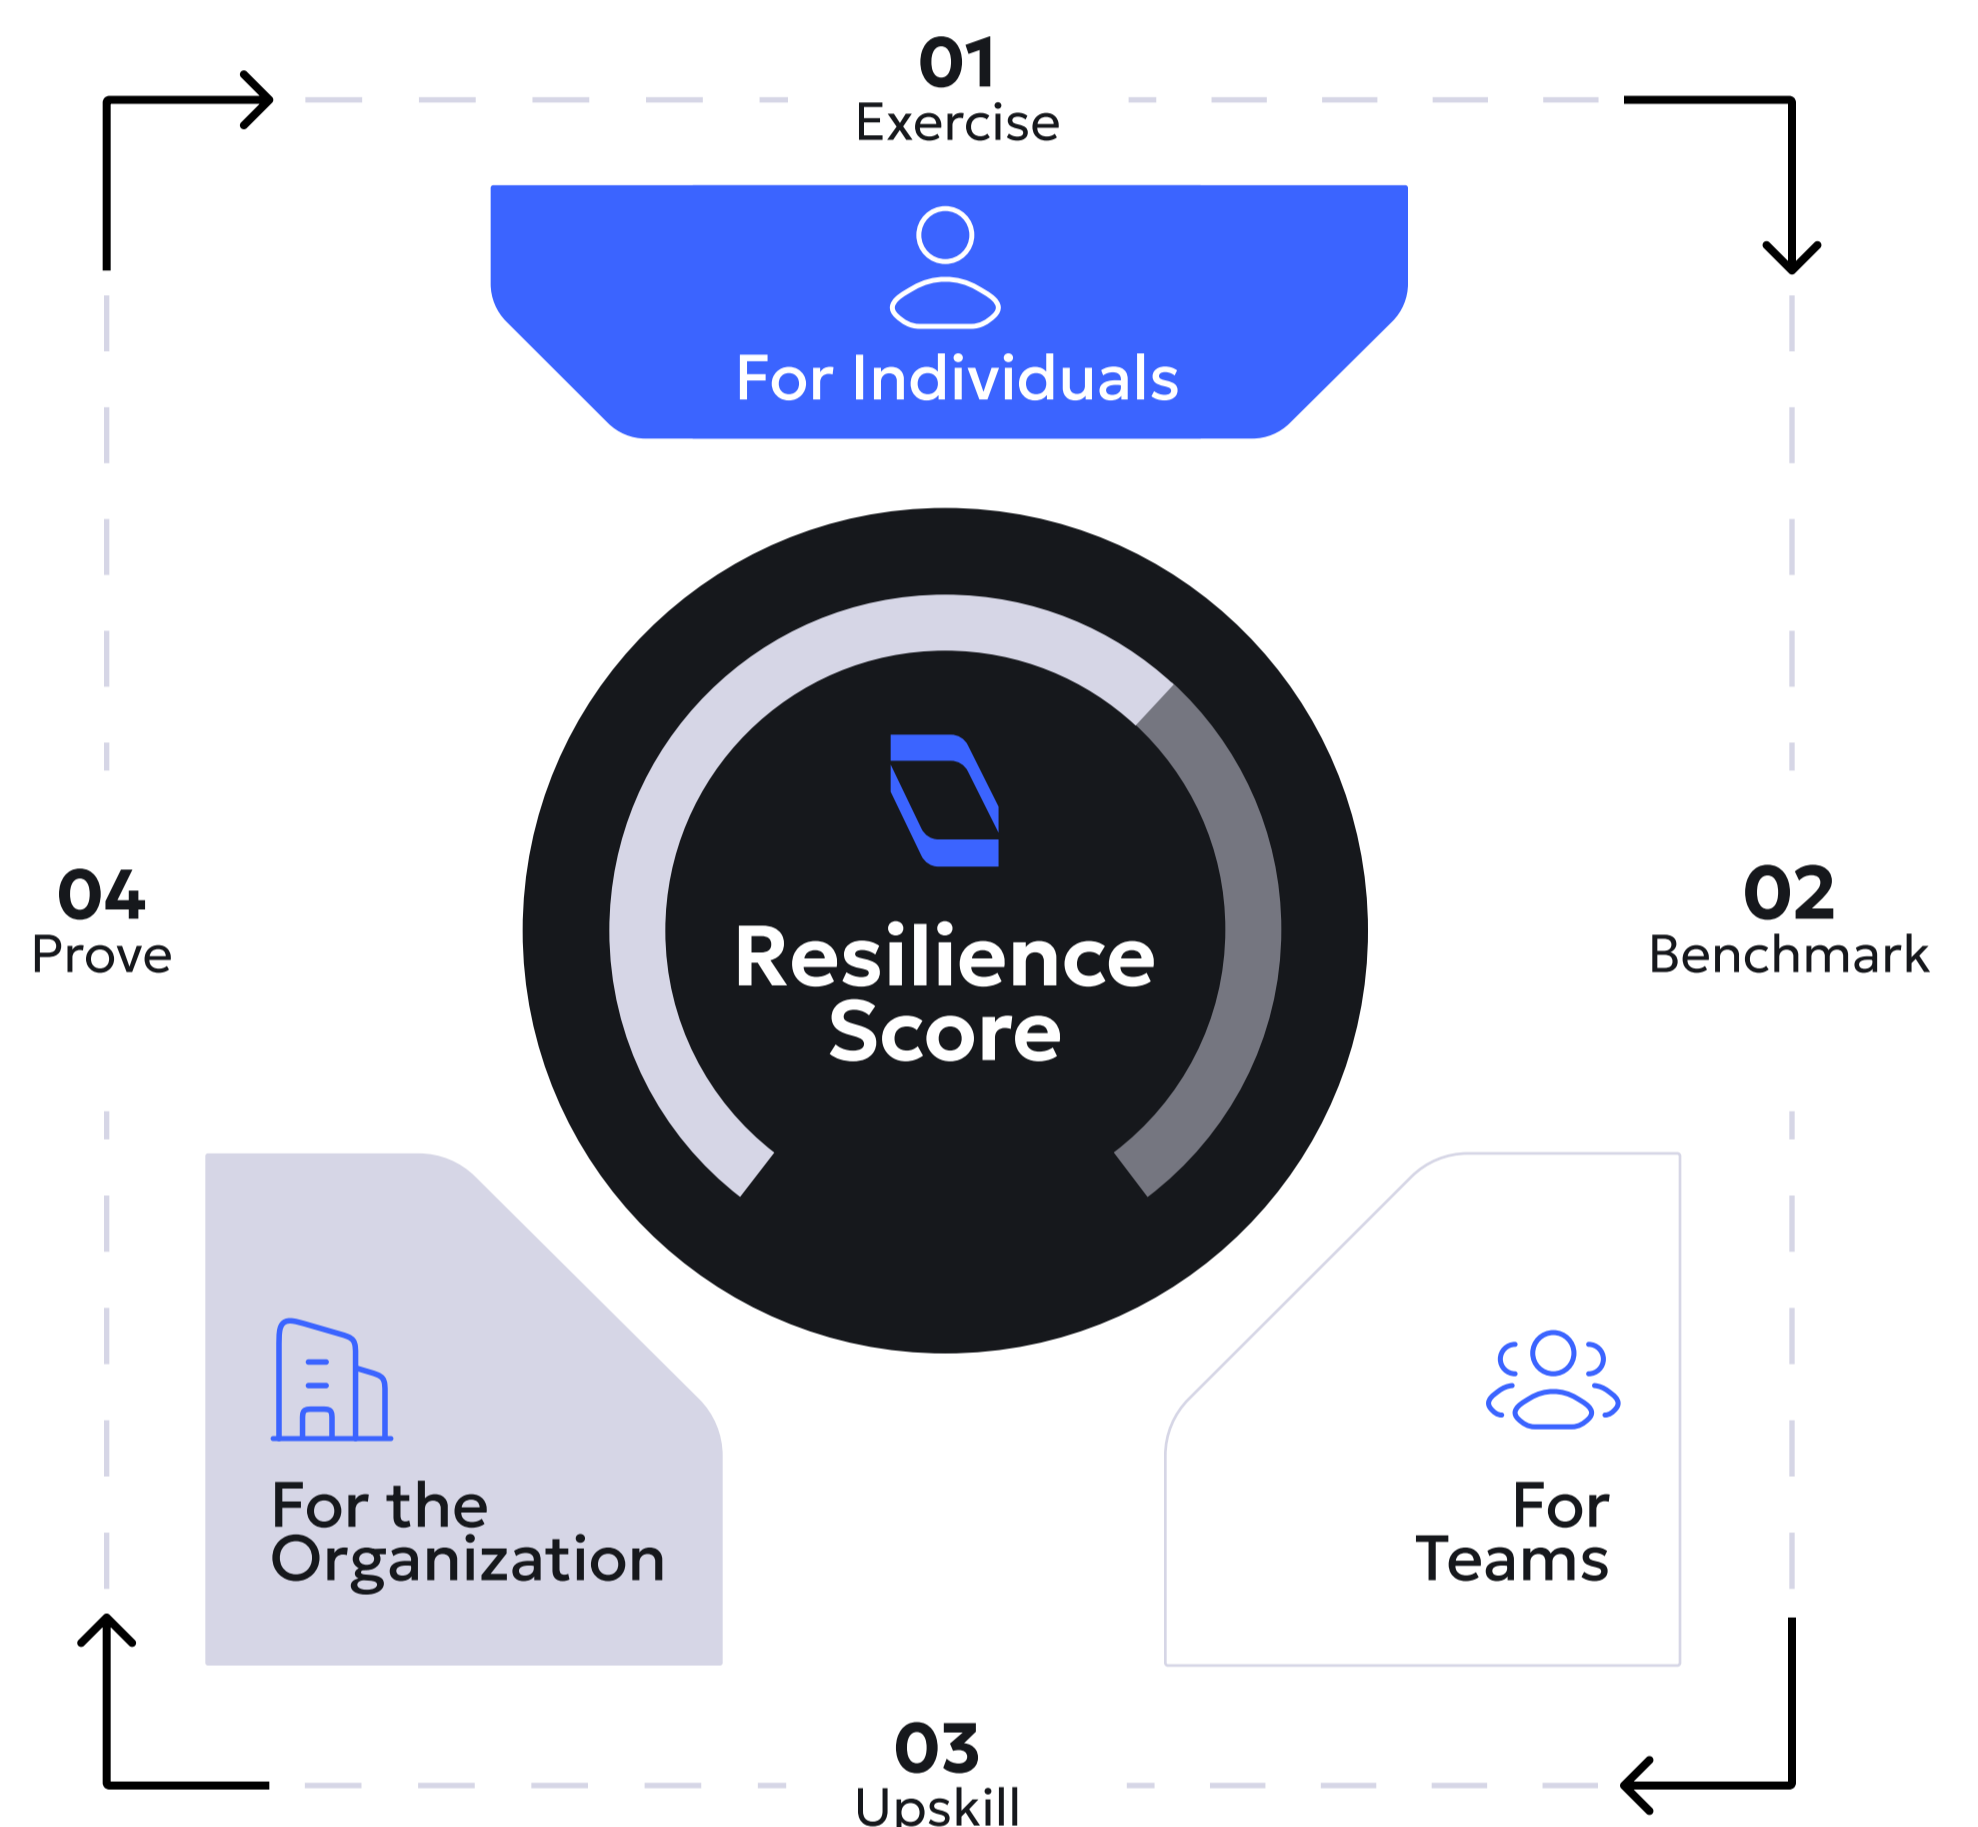 01
Exercise
For Individuals
Resilience
Score
04
Prove
02
Benchmark
For the
Organization
For
Teams
03
Upskill